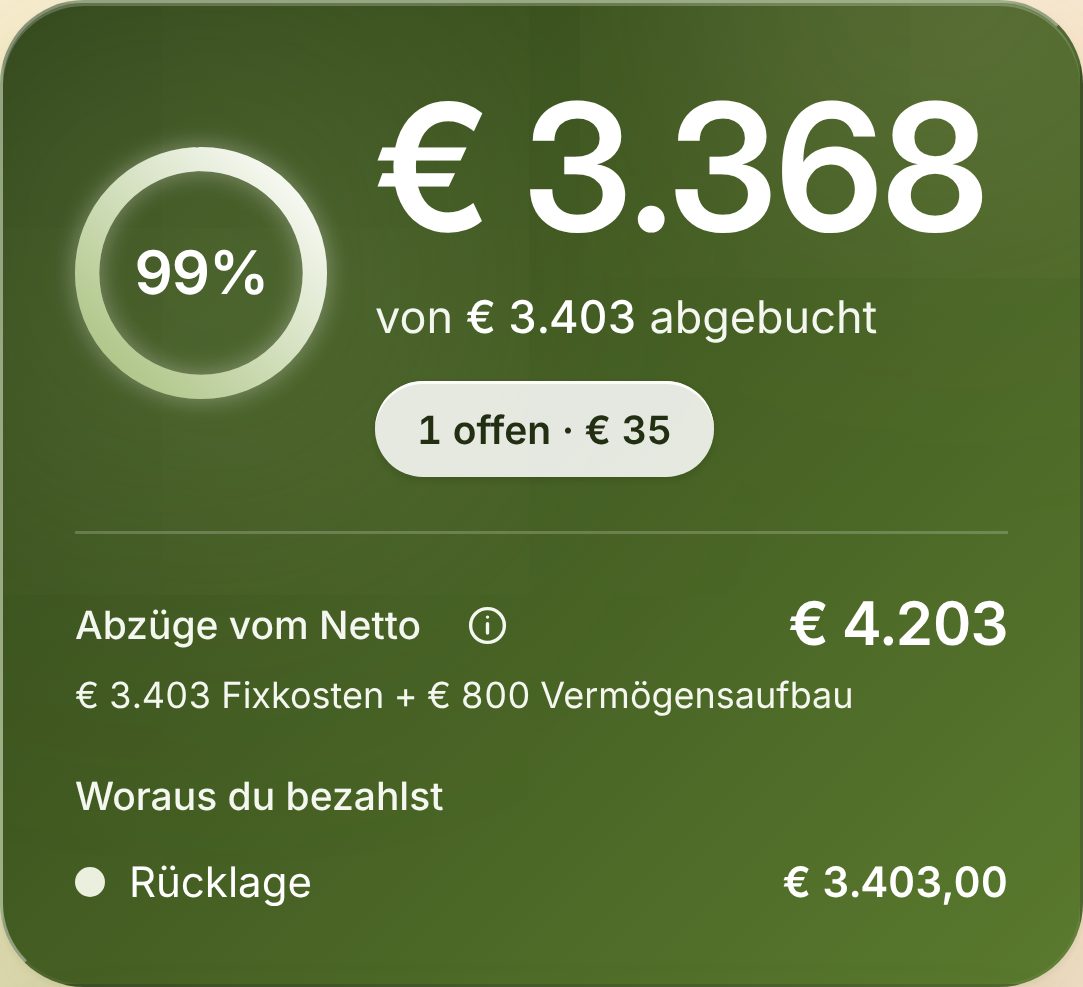 99%
€ 3.368
von € 3.403 abgebucht
1 offen · € 35
Abzüge vom Netto € 4.203
€ 3.403 Fixkosten + € 800 Vermögensaufbau
Woraus du bezahlst
Rücklage € 3.403,00